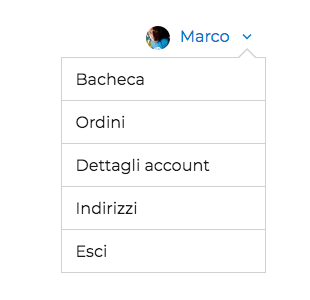 Marco
Bacheca
Ordini
Dettagli account
Indirizzi
Esci